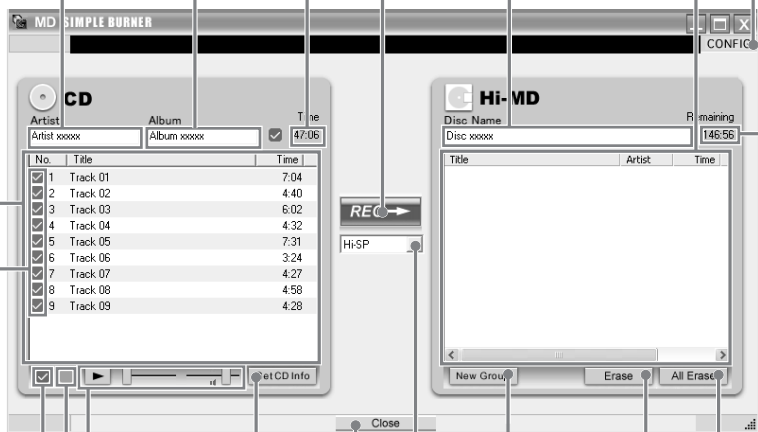 MD SIMPLE BURNER
CONFIG
CD
Artist Album Time
Artist xxxxx Album xxxxx 47:06
No. Title Time
1 Track 01 7:04
2 Track 02 4:40
3 Track 03 6:02
4 Track 04 4:32
5 Track 05 7:31
6 Track 06 3:24
7 Track 07 4:27
8 Track 08 4:58
9 Track 09 4:28
Get CD Info
REC
Hi-SP
Hi-MD
Disc Name Remaining
Disc xxxxx 146:56
Title Artist Time
New Group Erase All Erase
Close